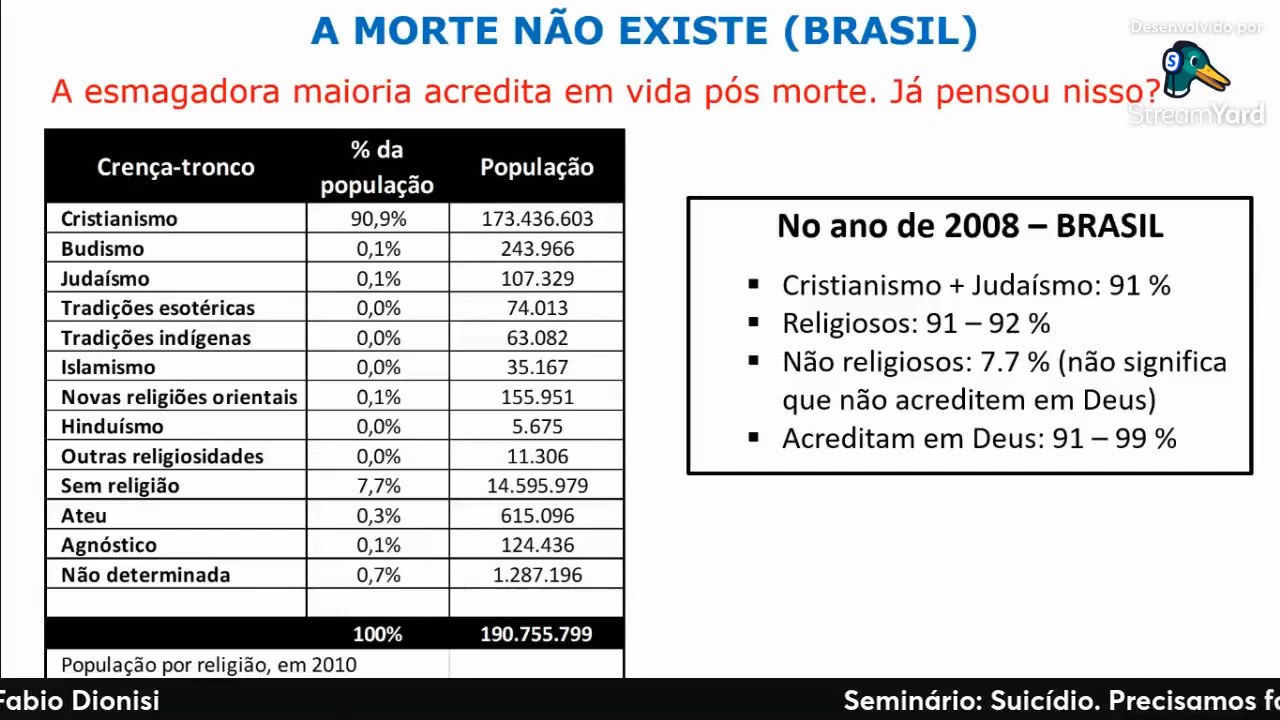 A MORTE NÃO EXISTE (BRASIL)
Desenvolvido por
StreamYard
A esmagadora maioria acredita em vida pós morte. Já pensou nisso?
Crença-tronco % da população População
Cristianismo 90,9% 173.436.603
Budismo 0,1% 243.966
Judaísmo 0,1% 107.329
Tradições esotéricas 0,0% 74.013
Tradições indígenas 0,0% 63.082
Islamismo 0,0% 35.167
Novas religiões orientais 0,1% 155.951
Hinduísmo 0,0% 5.675
Outras religiosidades 0,0% 11.306
Sem religião 7,7% 14.595.979
Ateu 0,3% 615.096
Agnóstico 0,1% 124.436
Não determinada 0,7% 1.287.196
100% 190.755.799
População por religião, em 2010
No ano de 2008 – BRASIL
▪ Cristianismo + Judaísmo: 91 %
▪ Religiosos: 91 – 92 %
▪ Não religiosos: 7.7 % (não significa
que não acreditem em Deus)
▪ Acreditam em Deus: 91 – 99 %
Fabio Dionisi
Seminário: Suicídio. Precisamos fa